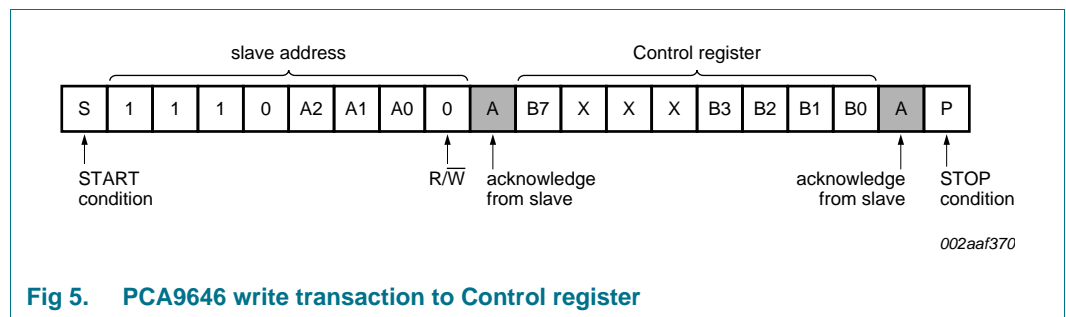 slave address Control register
S 1 1 1 0 A2 A1 A0 0 A B7 X X X B3 B2 B1 B0 A P
START condition
R/W̅
acknowledge from slave
acknowledge from slave
STOP condition
002aaf370
Fig 5. PCA9646 write transaction to Control register